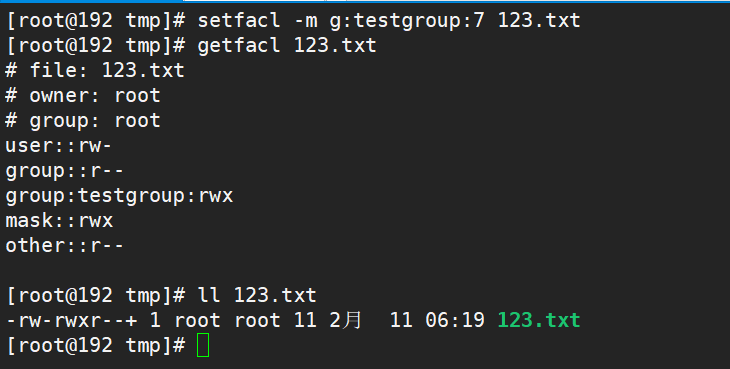 [root@192 tmp]# setfacl -m g:testgroup:7 123.txt
[root@192 tmp]# getfacl 123.txt
# file: 123.txt
# owner: root
# group: root
user::rw-
group::r--
group:testgroup:rwx
mask::rwx
other::r--

[root@192 tmp]# ll 123.txt
-rw-rwxr--+ 1 root root 11 2月  11 06:19 123.txt
[root@192 tmp]#